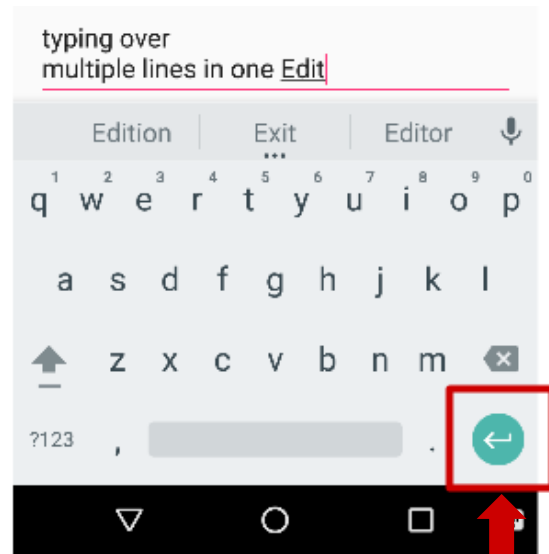 typing over
multiple lines in one Edit
Edition Exit Editor
1 2 3 4 5 6 7 8 9 0
q w e r t y u i o p
a s d f g h j k l
z x c v b n m
?123 , .